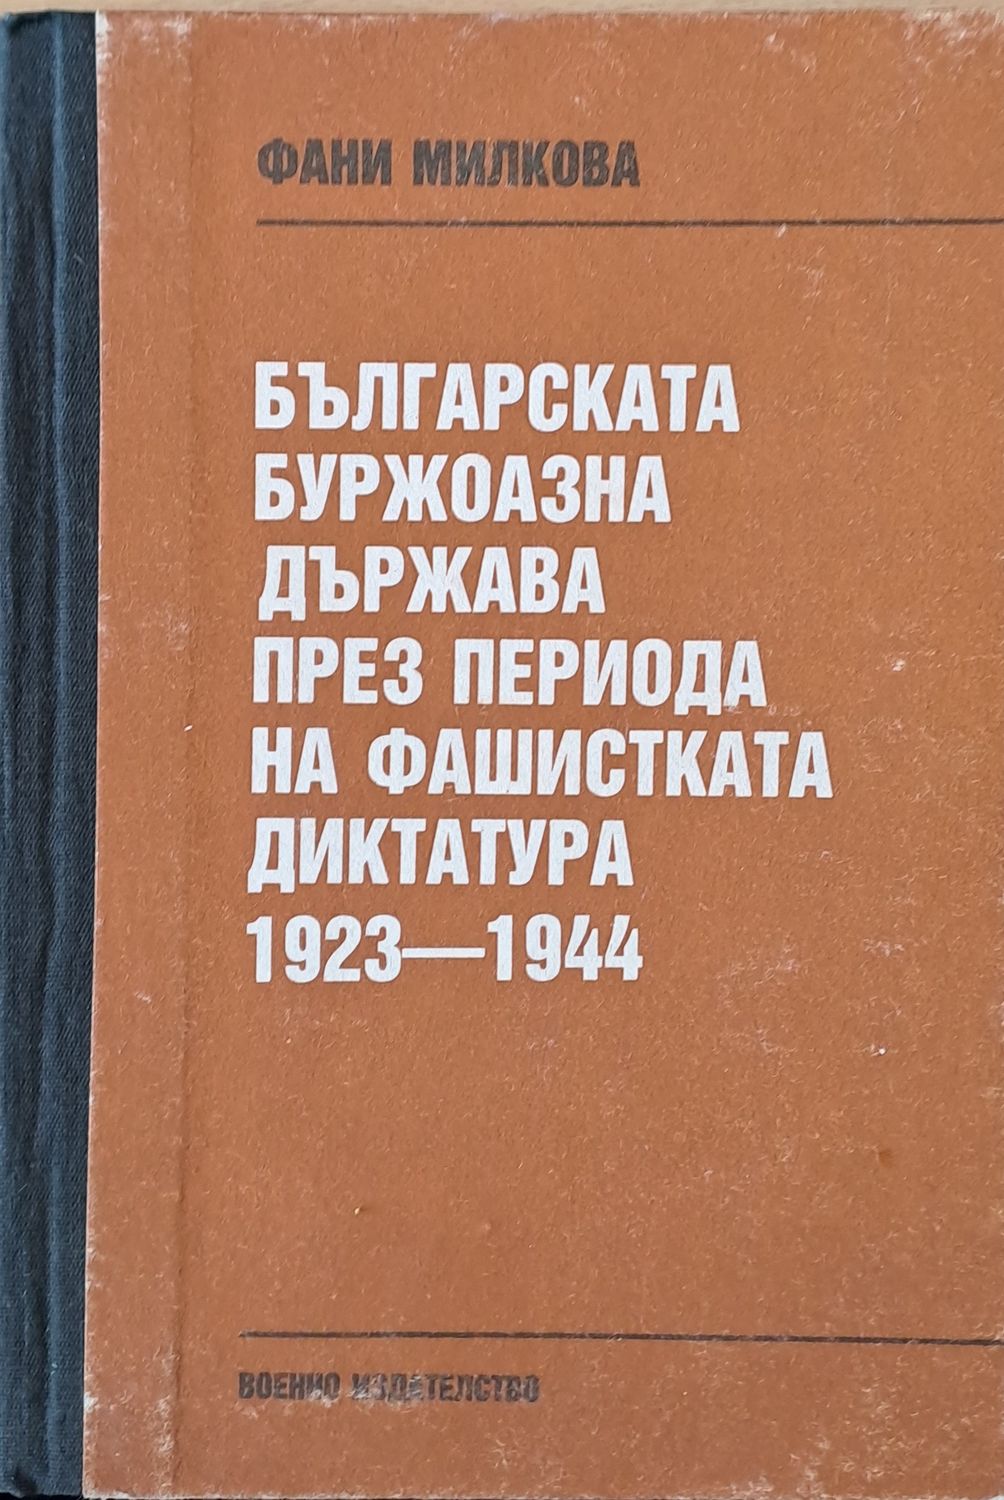 ФАНИ МИЛКОВА
БЪЛГАРСКАТА
БУРЖОАЗНА
ДЪРЖАВА
ПРЕЗ ПЕРИОДА
НА ФАШИСТКАТА
ДИКТАТУРА
1923—1944
ВОЕННО ИЗДАТЕЛСТВО